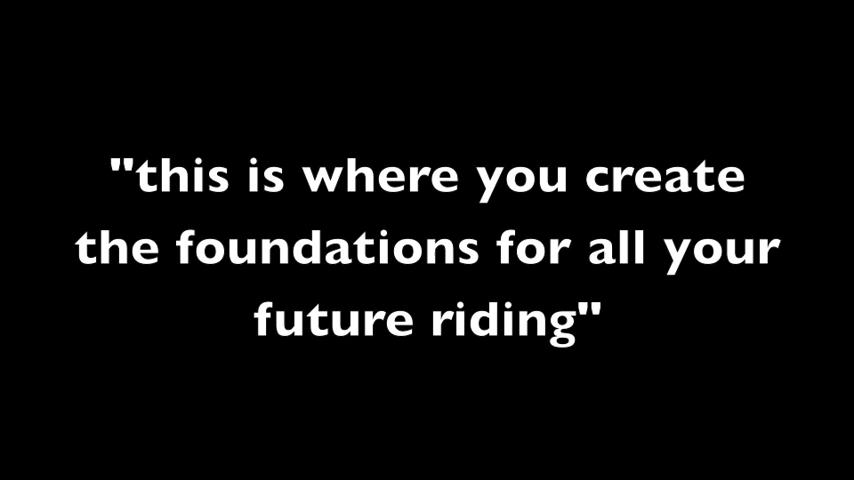 "this is where you create
the foundations for all your
future riding"